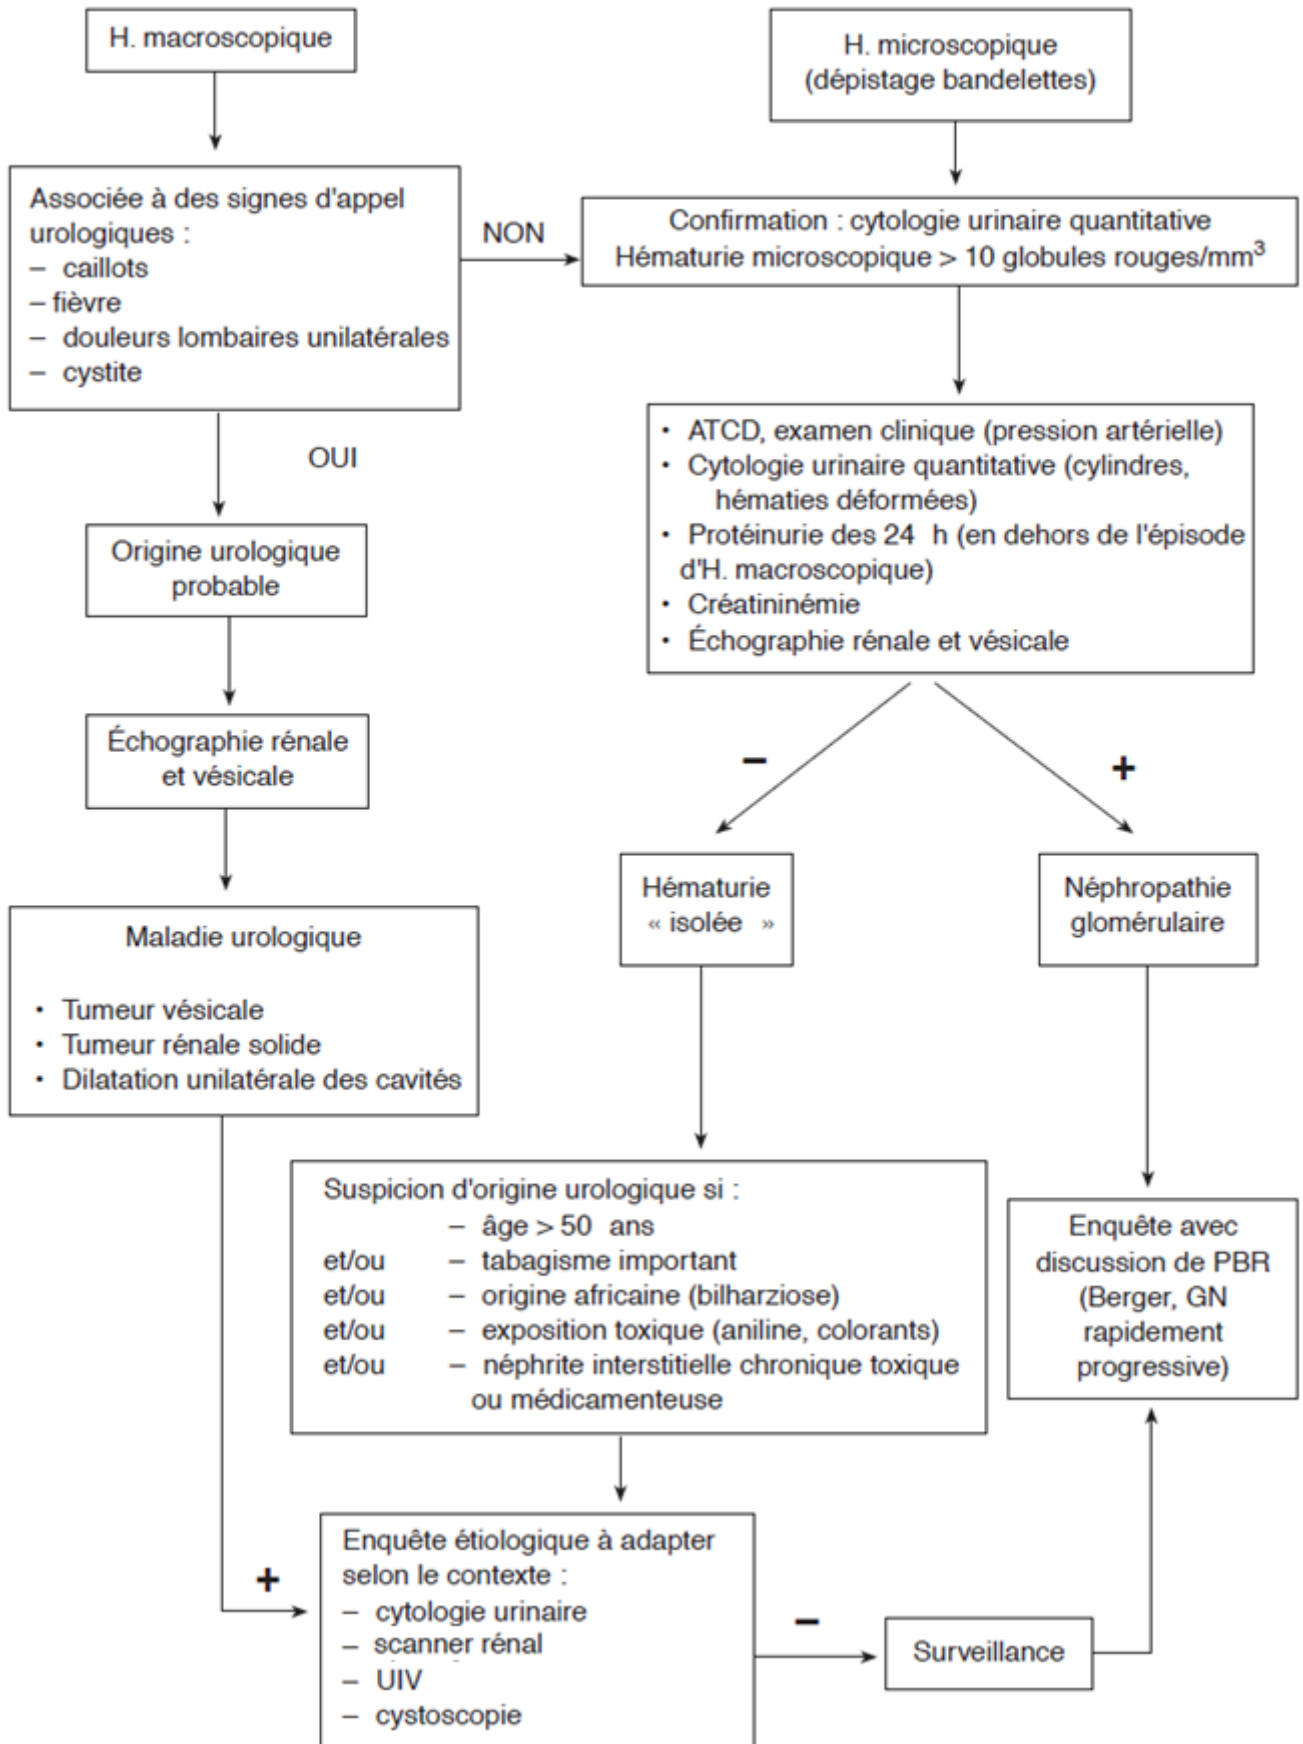 H. macroscopique
H. microscopique
(dépistage bandelettes)
Associée à des signes d'appel
urologiques :
– caillots
– fièvre
– douleurs lombaires unilatérales
– cystite
NON
Confirmation : cytologie urinaire quantitative
Hématurie microscopique > 10 globules rouges/mm³
OUI
• ATCD, examen clinique (pression artérielle)
• Cytologie urinaire quantitative (cylindres,
hématies déformées)
• Protéinurie des 24 h (en dehors de l'épisode
d'H. macroscopique)
• Créatininémie
• Échographie rénale et vésicale
Origine urologique
probable
Échographie rénale
et vésicale
–
+
Maladie urologique
• Tumeur vésicale
• Tumeur rénale solide
• Dilatation unilatérale des cavités
Hématurie
« isolée »
Néphropathie
glomérulaire
Suspicion d'origine urologique si :
– âge > 50 ans
et/ou – tabagisme important
et/ou – origine africaine (bilharziose)
et/ou – exposition toxique (aniline, colorants)
et/ou – néphrite interstitielle chronique toxique
ou médicamenteuse
Enquête avec
discussion de PBR
(Berger, GN
rapidement
progressive)
+
Enquête étiologique à adapter
selon le contexte :
– cytologie urinaire
– scanner rénal
– UIV
– cystoscopie
–
Surveillance